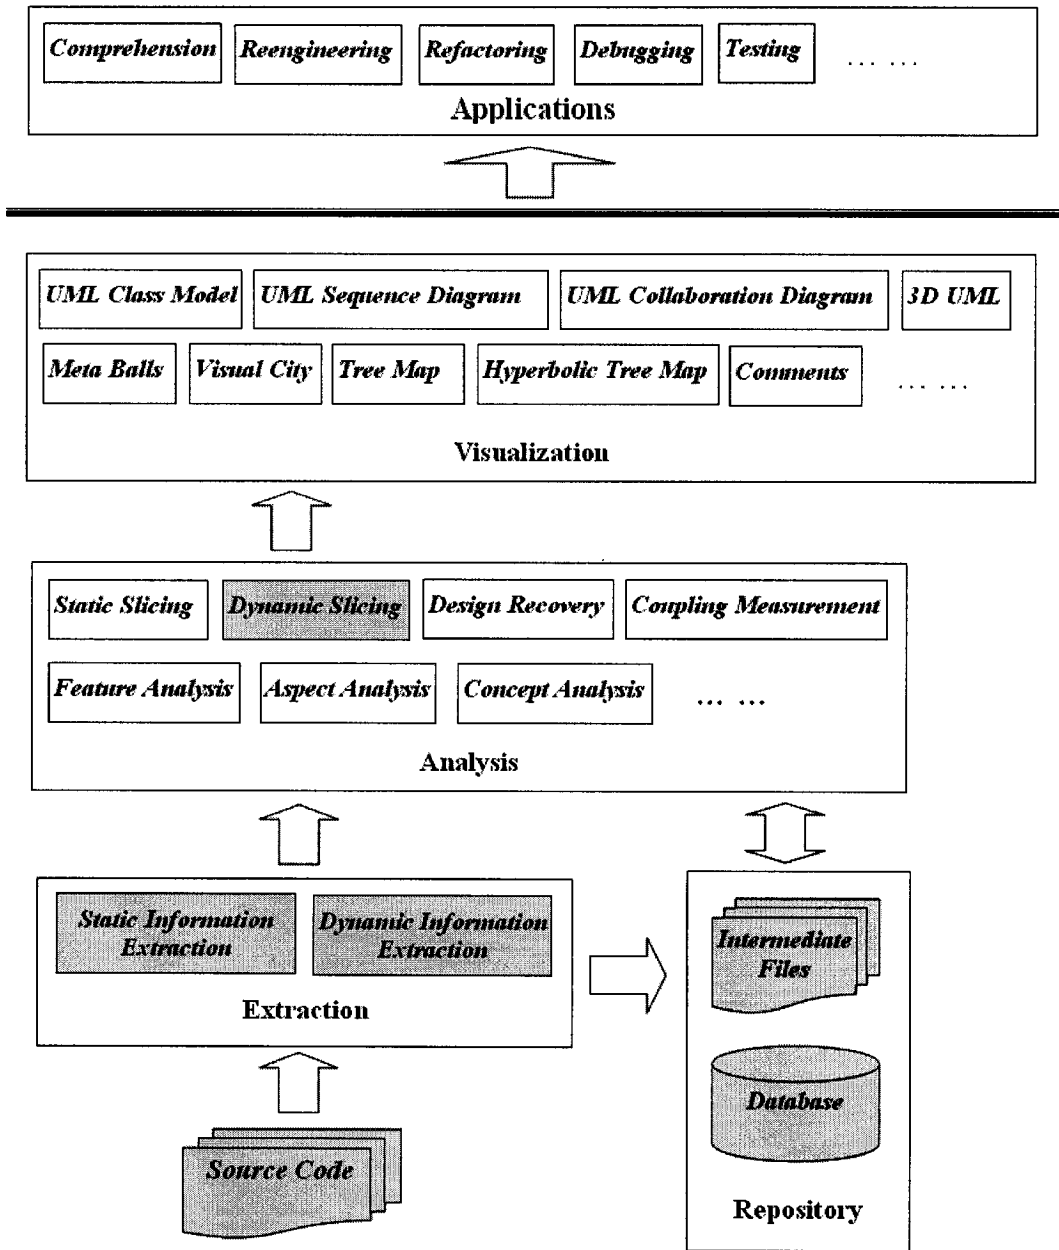 Comprehension Reengineering Refactoring Debugging Testing ... ...
Applications
UML Class Model UML Sequence Diagram UML Collaboration Diagram 3D UML
Meta Balls Visual City Tree Map Hyperbolic Tree Map Comments ... ...
Visualization
Static Slicing Dynamic Slicing Design Recovery Coupling Measurement
Feature Analysis Aspect Analysis Concept Analysis ... ...
Analysis
Static Information
Extraction
Dynamic Information
Extraction
Extraction
Intermediate
Files
Database
Repository
Source Code